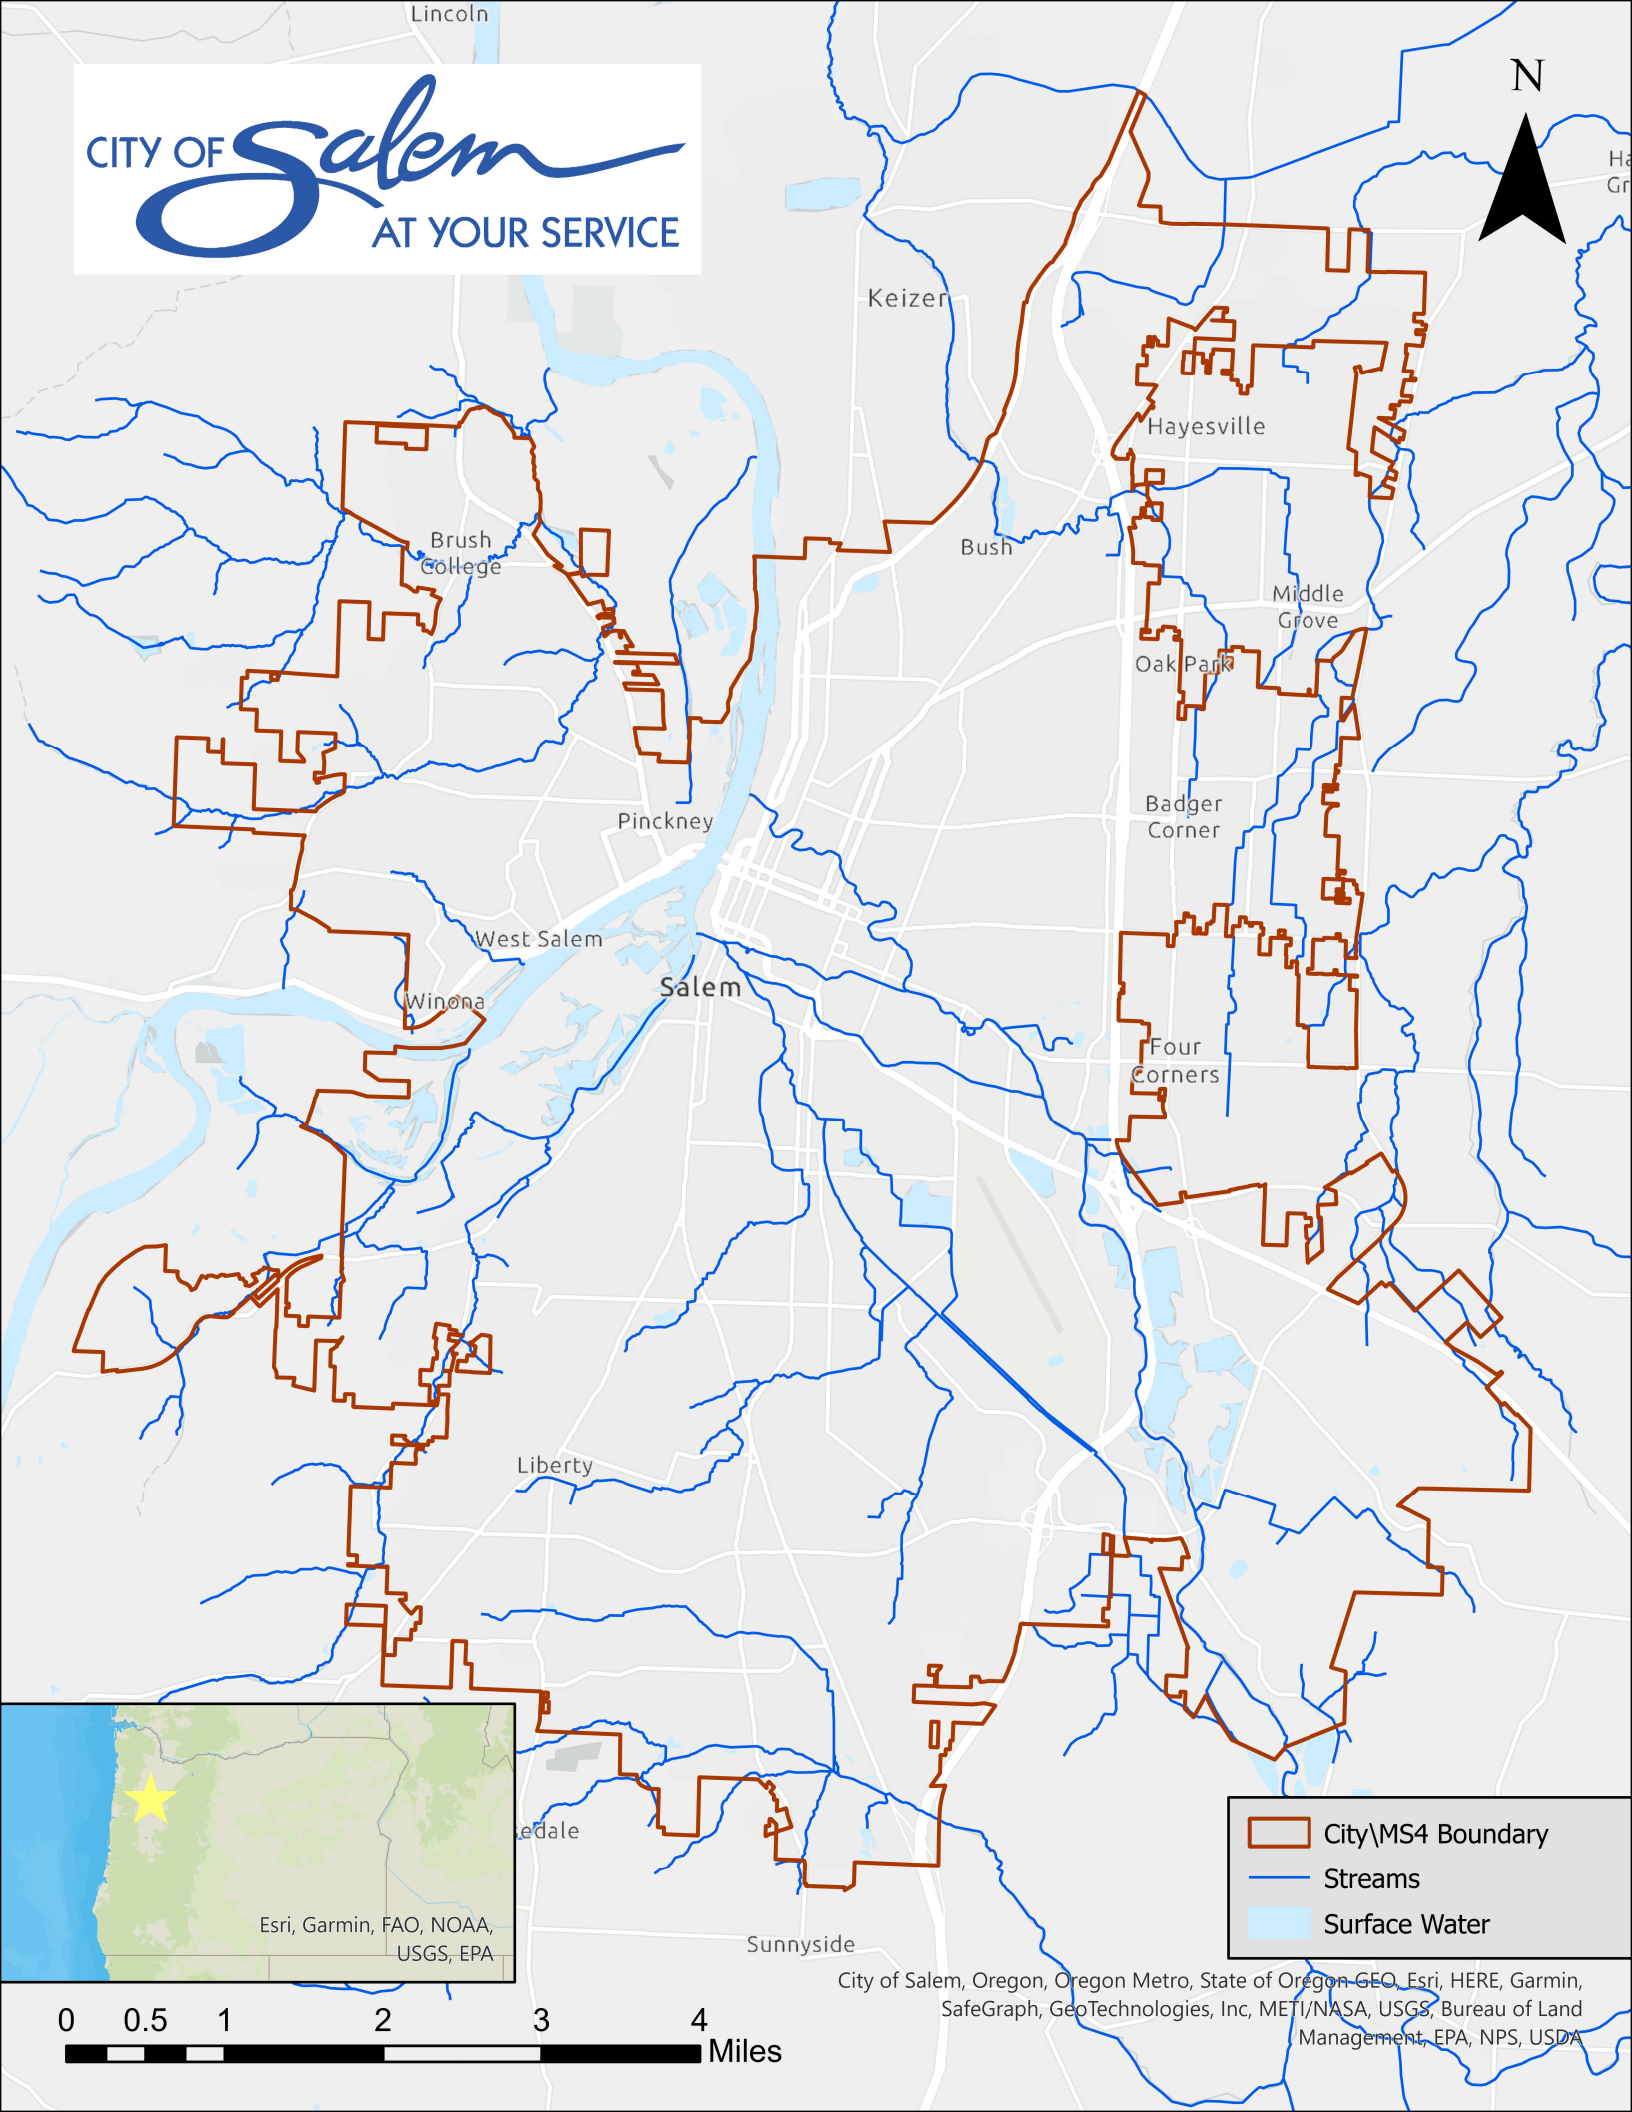 Lincoln
N
CITY OF Salem
AT YOUR SERVICE
Keizer
Hayesville
Brush
College
Bush
Middle
Grove
Oak Park
Badger
Corner
Pinckney
West Salem
Salem
Winona
Four
Corners
Liberty
Sunnyside
City\MS4 Boundary
Streams
Surface Water
Esri, Garmin, FAO, NOAA,
USGS, EPA
City of Salem, Oregon, Oregon Metro, State of Oregon GEO, Esri, HERE, Garmin,
SafeGraph, GeoTechnologies, Inc, METI/NASA, USGS, Bureau of Land
Management, EPA, NPS, USDA
0 0.5 1 2 3 4
Miles